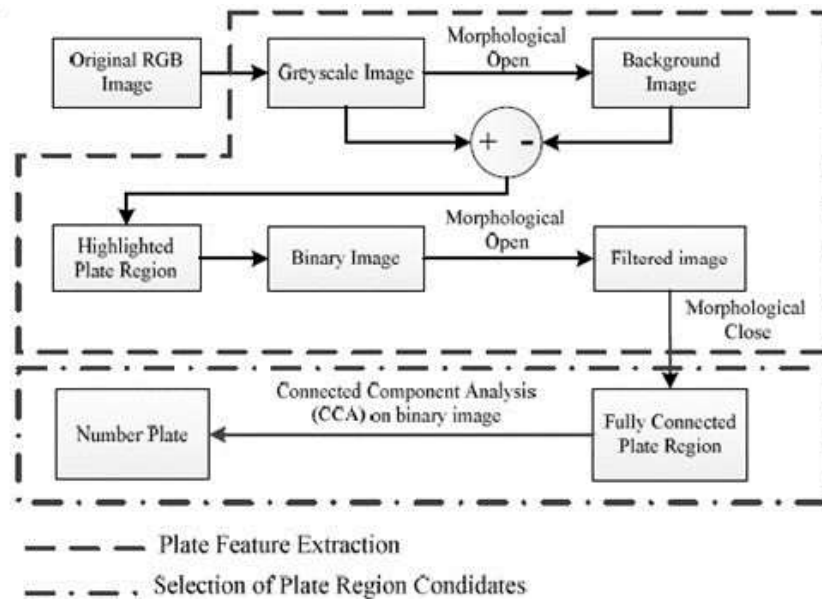 Original RGB
Image
Greyscale Image
Morphological
Open
Background
Image
+
-
Highlighted
Plate Region
Binary Image
Morphological
Open
Filtered image
Morphological
Close
Number Plate
Connected Component Analysis
(CCA) on binary image
Fully Connected
Plate Region
Plate Feature Extraction
Selection of Plate Region Condidates